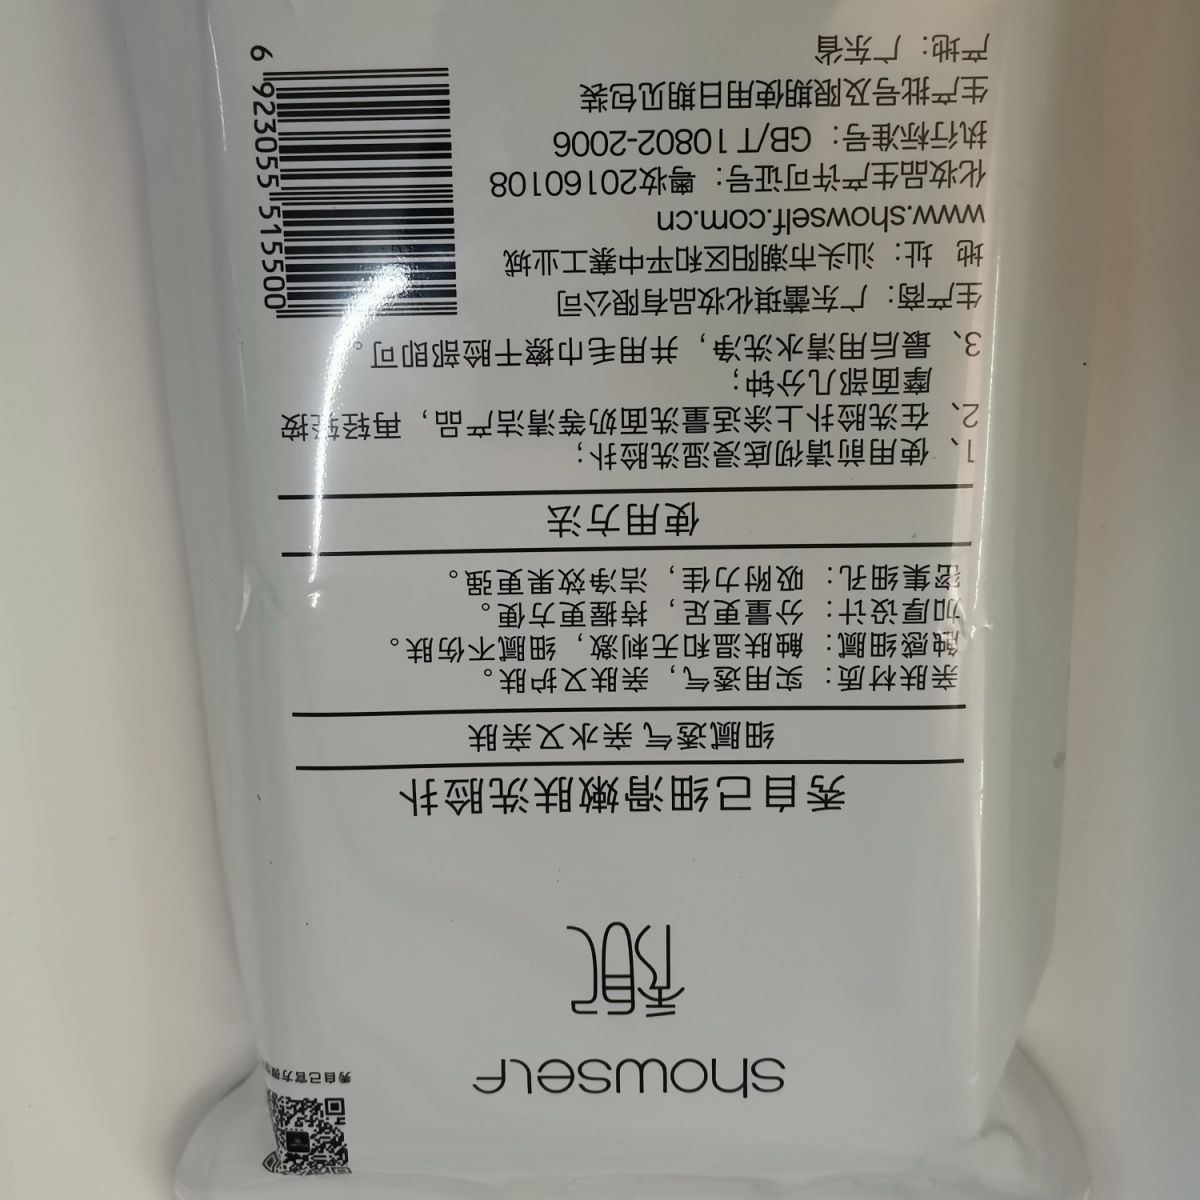 showself
秀自己官方微
秀自己细滑嫩肤洗脸扑
细腻透气亲水又亲肤
亲肤材质：实用透气，亲肤又护肤。
触感细腻：触肤温和无刺激，细腻不伤肤。
加厚设计：分量更足，持握更方便。
密集细孔：吸附力佳，洁净效果更强。
使用方法
1、使用前请彻底浸湿洗脸扑；
2、在洗脸扑上涂适量洗面奶等清洁产品，再轻轻按
摩面部几分钟；
3、最后用清水洗净，并用毛巾擦干脸部即可。
生产商：广东蕾琪化妆品有限公司
地 址：汕头市潮阳区和平中寨工业城
www.showself.com.cn
化妆品生产许可证号：粤妆20160108
执行标准号：GB/T 10802-2006
生产批号及限期使用日期见包装
产地：广东省
6 923055 515500